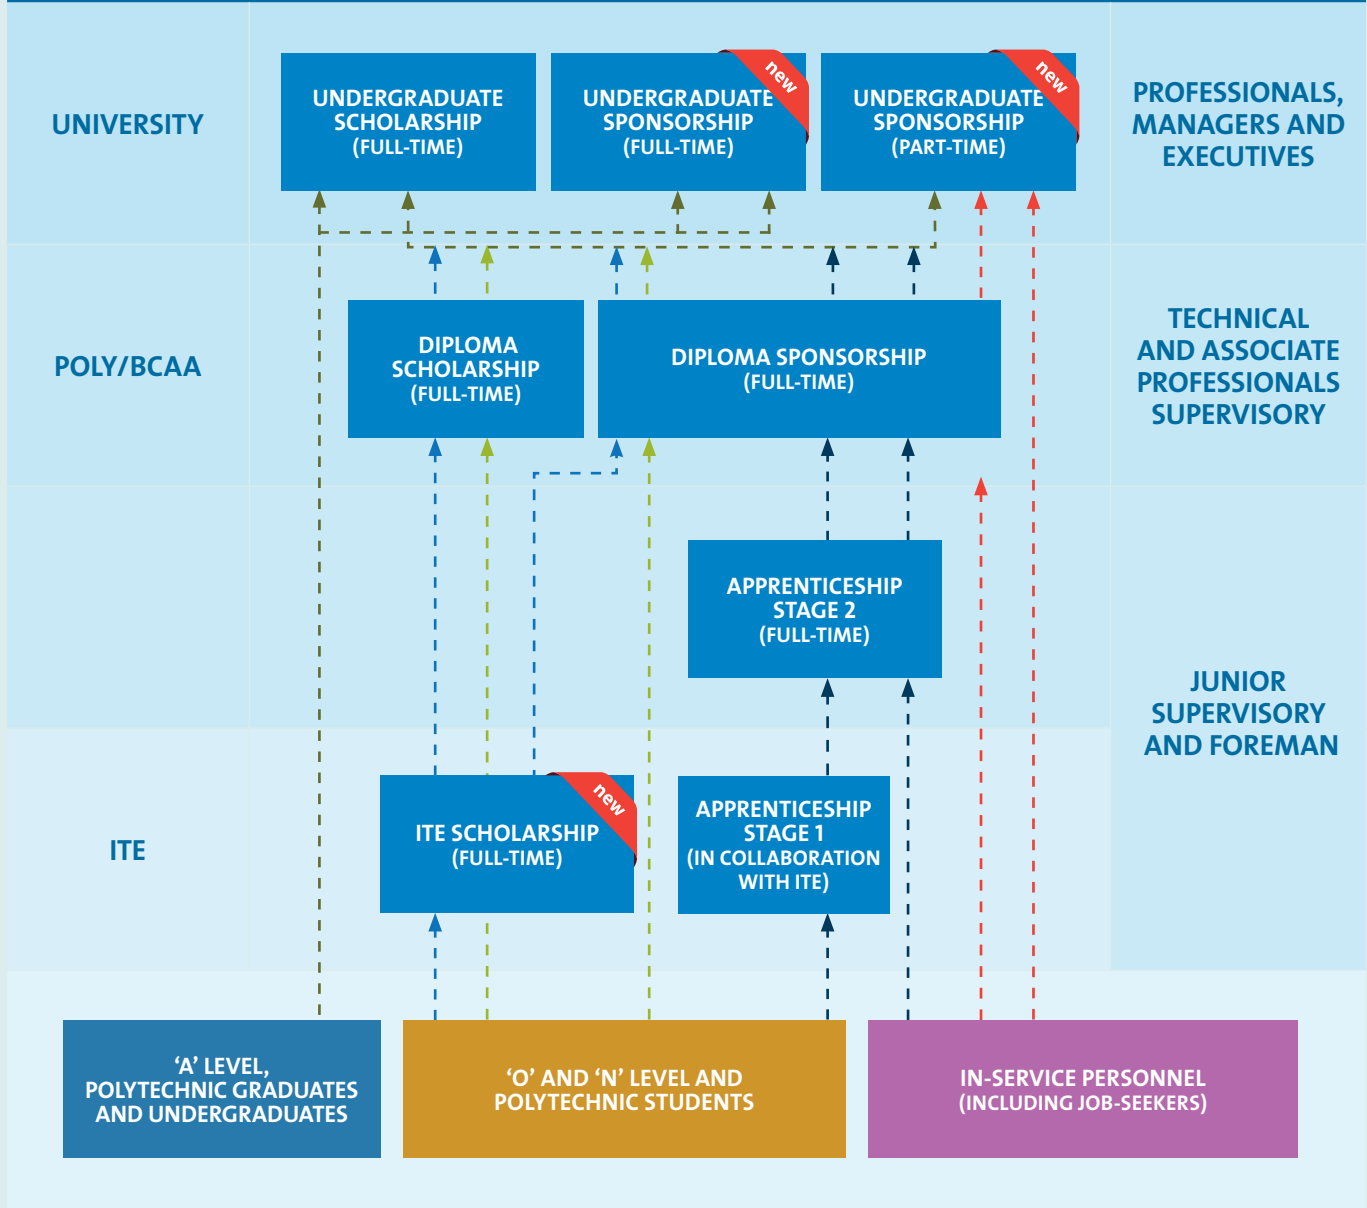 UNIVERSITY
UNDERGRADUATE
SCHOLARSHIP
(FULL-TIME)
UNDERGRADUATE
SPONSORSHIP
(FULL-TIME)
new
UNDERGRADUATE
SPONSORSHIP
(PART-TIME)
new
PROFESSIONALS,
MANAGERS AND
EXECUTIVES
POLY/BCAA
DIPLOMA
SCHOLARSHIP
(FULL-TIME)
DIPLOMA SPONSORSHIP
(FULL-TIME)
TECHNICAL
AND ASSOCIATE
PROFESSIONALS
SUPERVISORY
APPRENTICESHIP
STAGE 2
(FULL-TIME)
JUNIOR
SUPERVISORY
AND FOREMAN
ITE
ITE SCHOLARSHIP
(FULL-TIME)
new
APPRENTICESHIP
STAGE 1
(IN COLLABORATION
WITH ITE)
‘A’ LEVEL,
POLYTECHNIC GRADUATES
AND UNDERGRADUATES
‘O’ AND ‘N’ LEVEL AND
POLYTECHNIC STUDENTS
IN-SERVICE PERSONNEL
(INCLUDING JOB-SEEKERS)